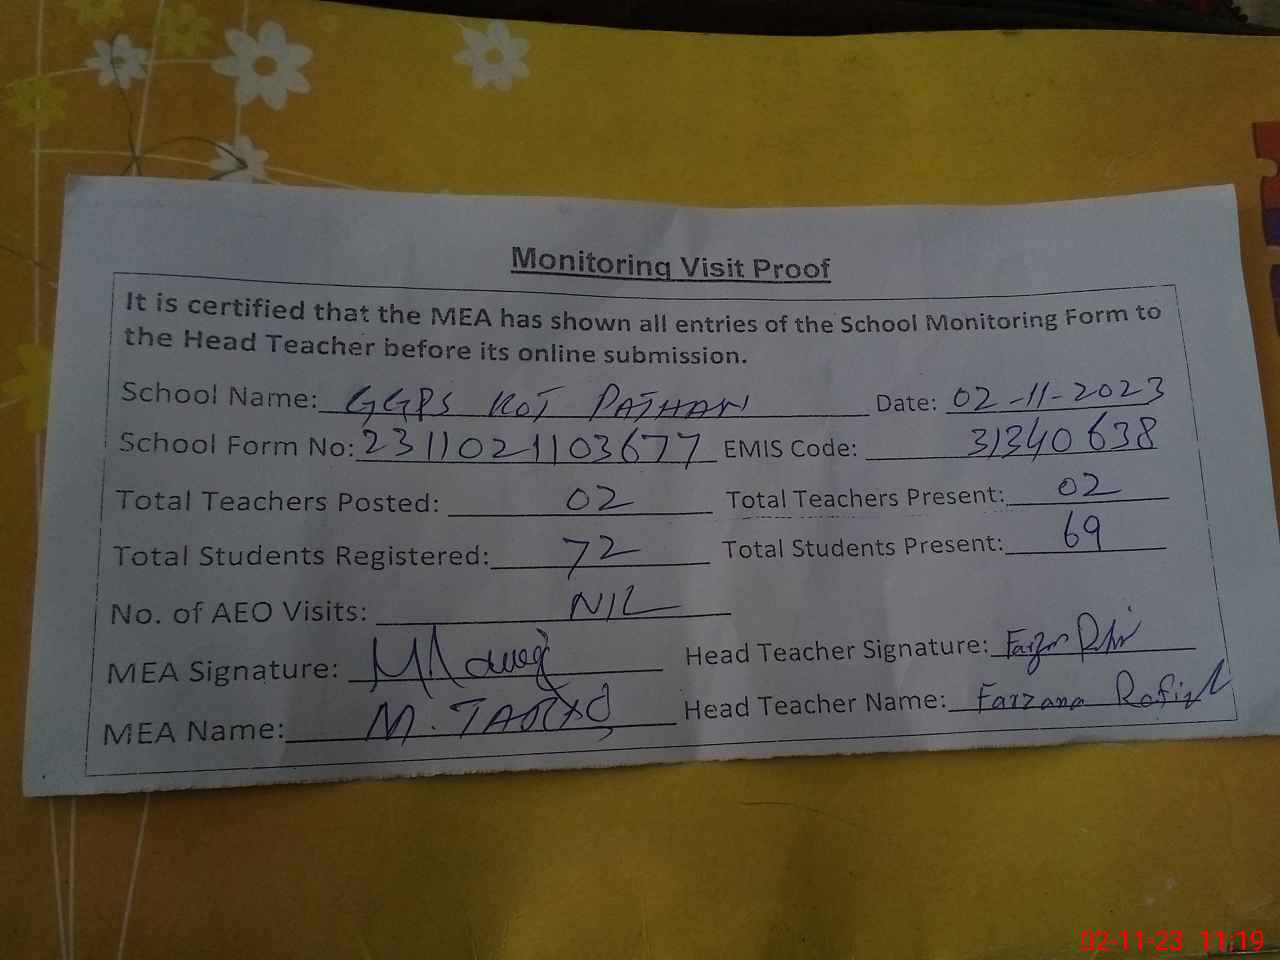 Monitoring Visit Proof
It is certified that the MEA has shown all entries of the School Monitoring Form to
the Head Teacher before its online submission.
School Name: GGPS KOT PATHAN Date: 02-11-2023
School Form No: 2311021103677 EMIS Code: 31340638
Total Teachers Posted: 02 Total Teachers Present: 02
Total Students Registered: 72 Total Students Present: 69
No. of AEO Visits: NIL
MEA Signature: Head Teacher Signature:
MEA Name: M. TARIQ Head Teacher Name: Farzana Rafiq
02-11-23 11:19